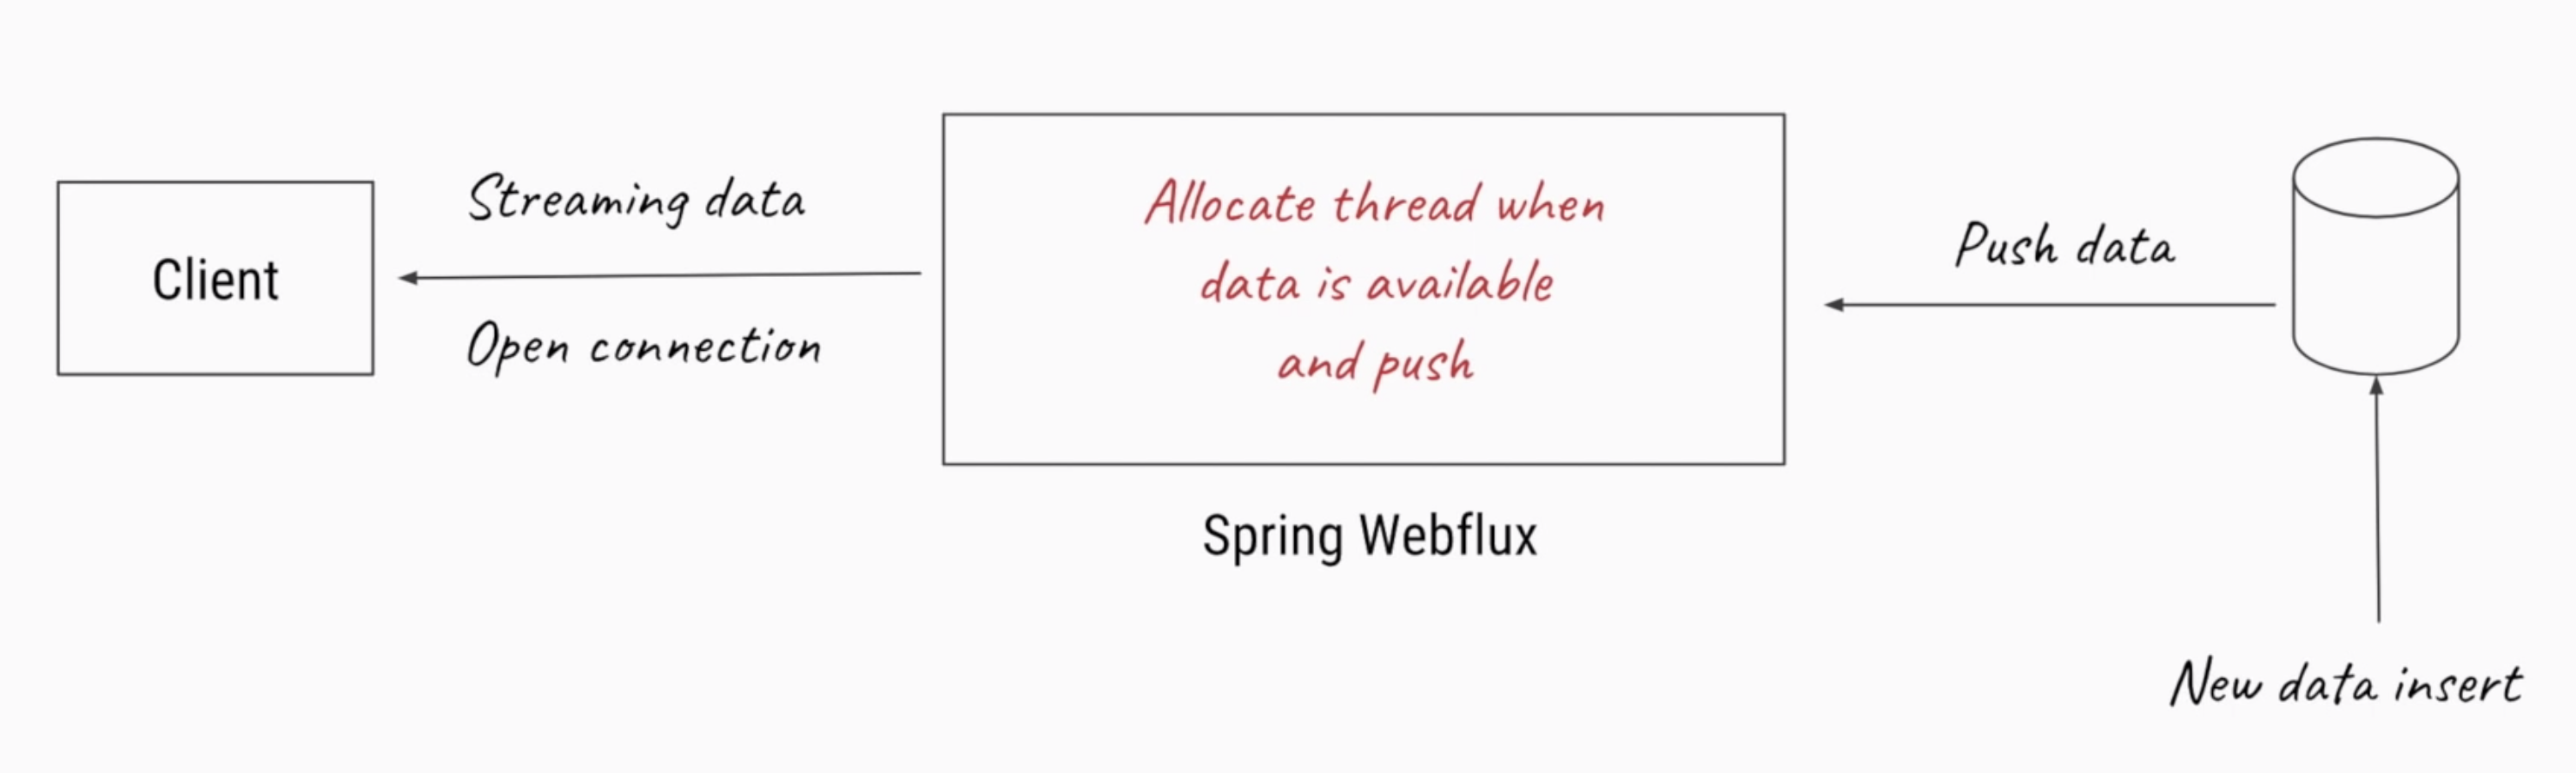 Client
Streaming data
Open connection
Allocate thread when
data is available
and push
Spring Webflux
Push data
New data insert